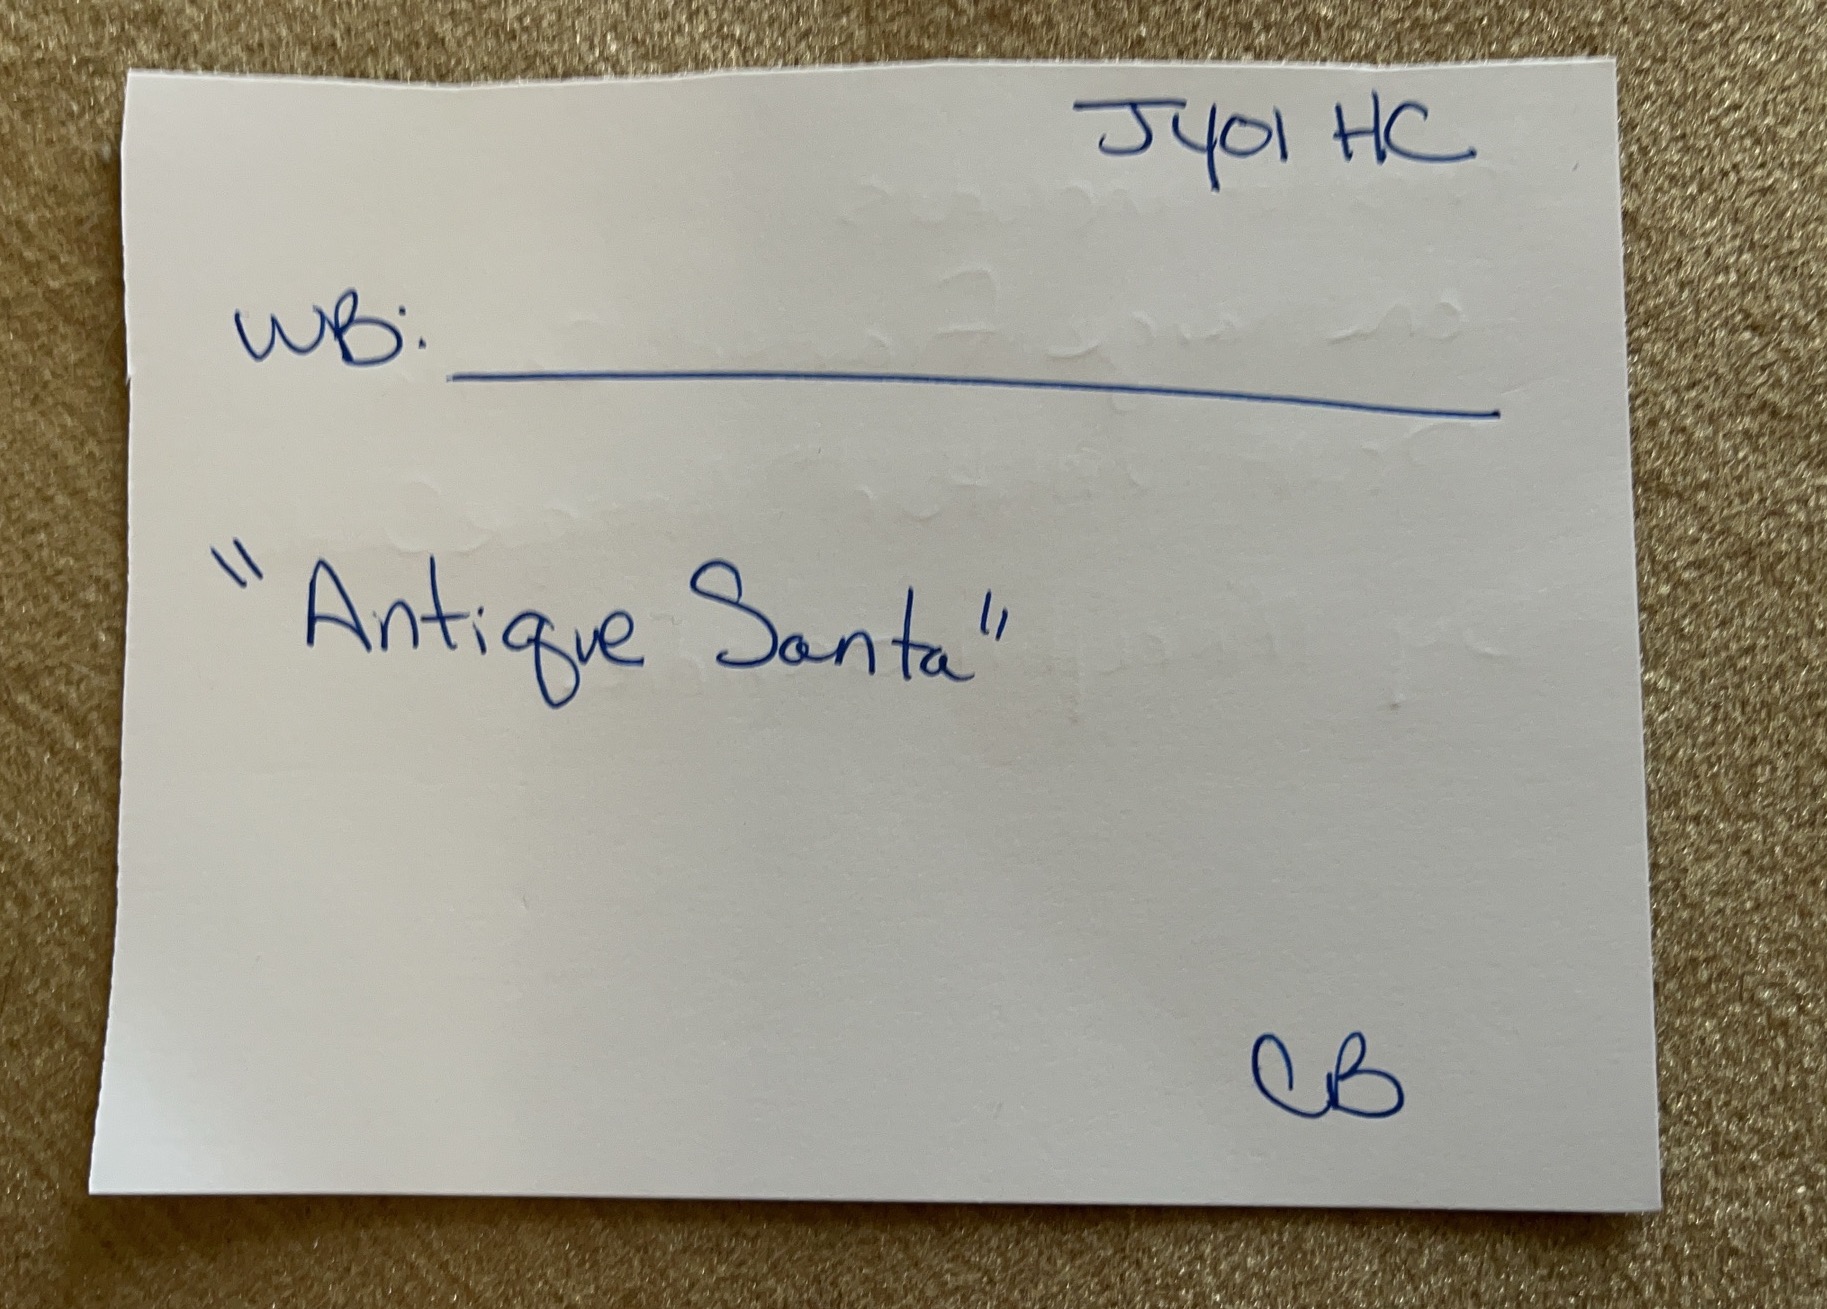 J401 HC
WB:
"Antique Santa"
CB